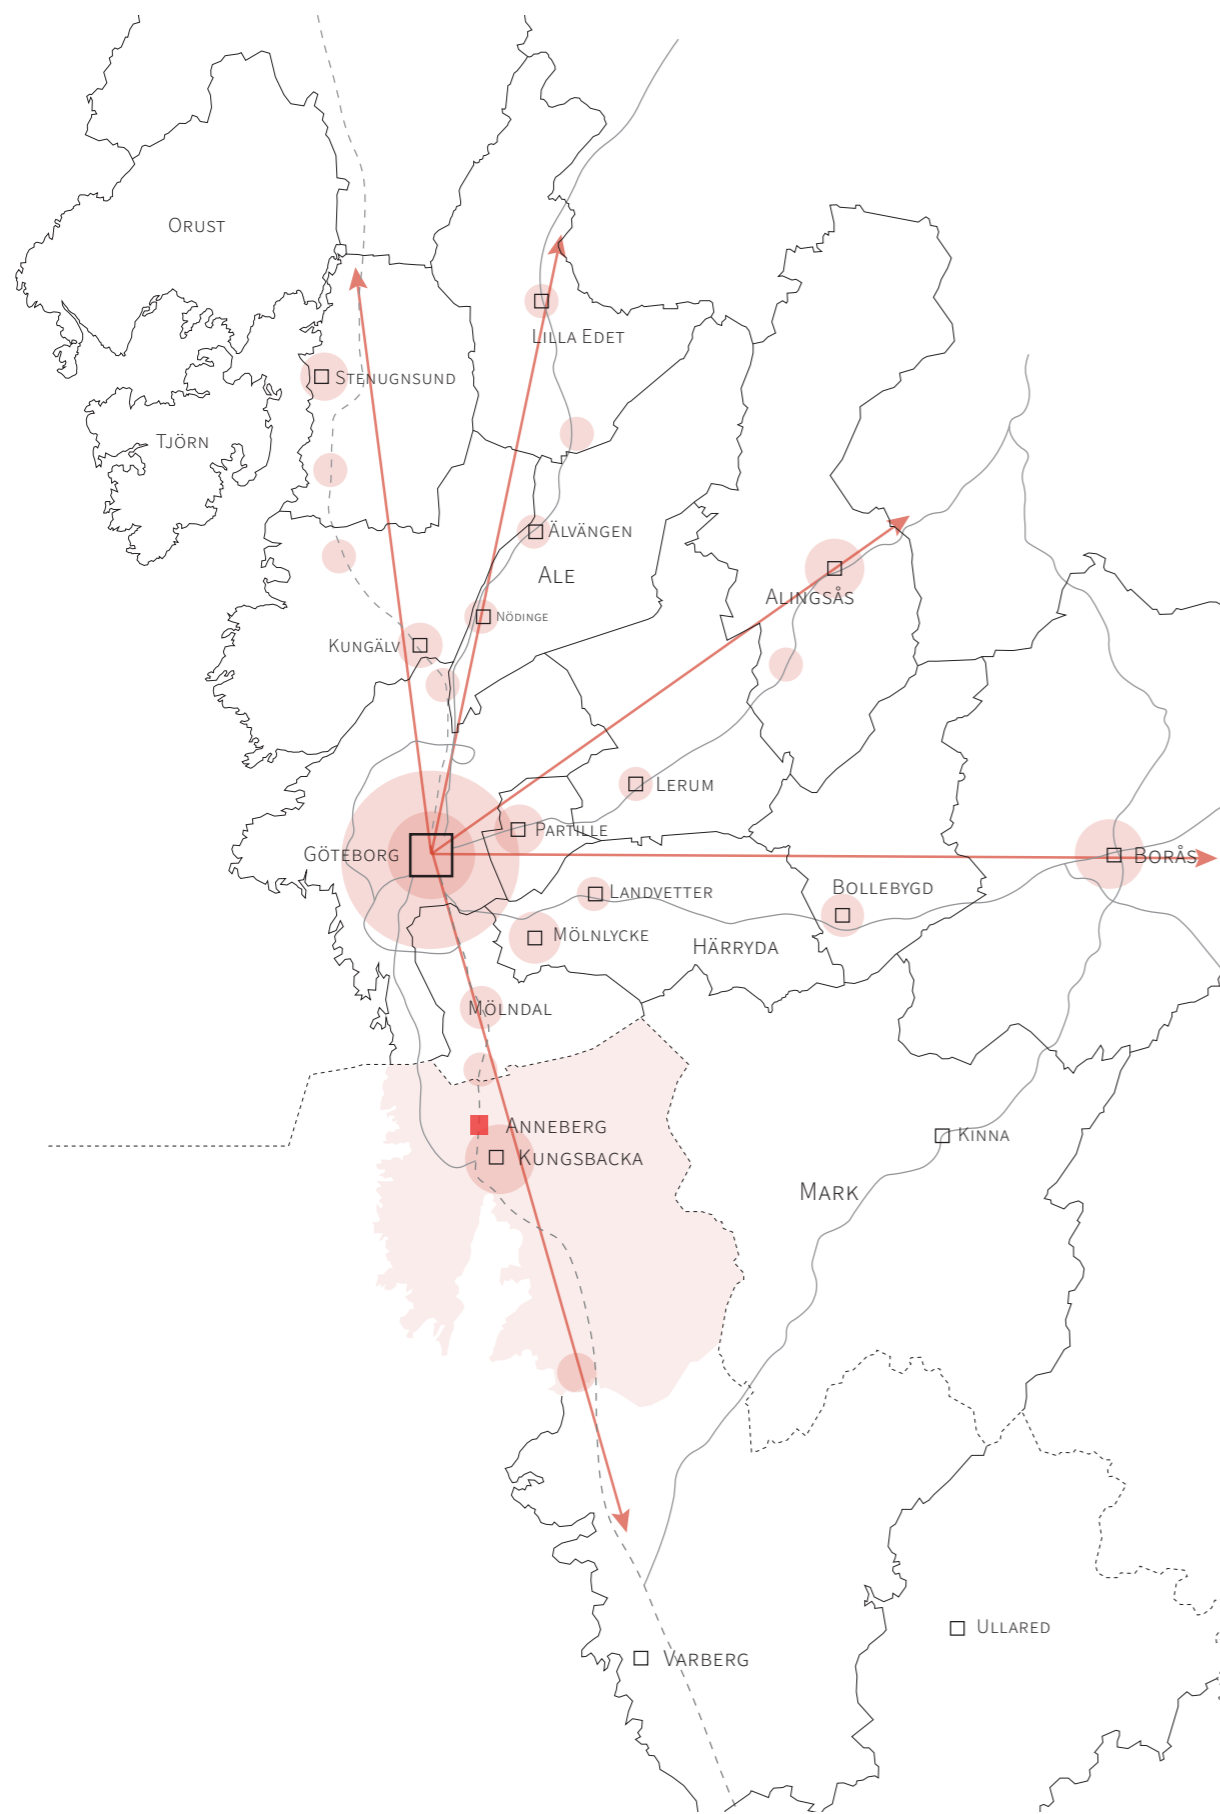 Orust
Lilla Edet
Stenugnsund
Tjörn
Älvängen
Ale
Alingsås
Nödinge
Kungälv
Lerum
Partille
Göteborg
Borås
Bollebygd
Landvetter
Mölnlycke
Härryda
Mölndal
Anneberg
Kinna
Kungsbacka
Mark
Ullared
Varberg